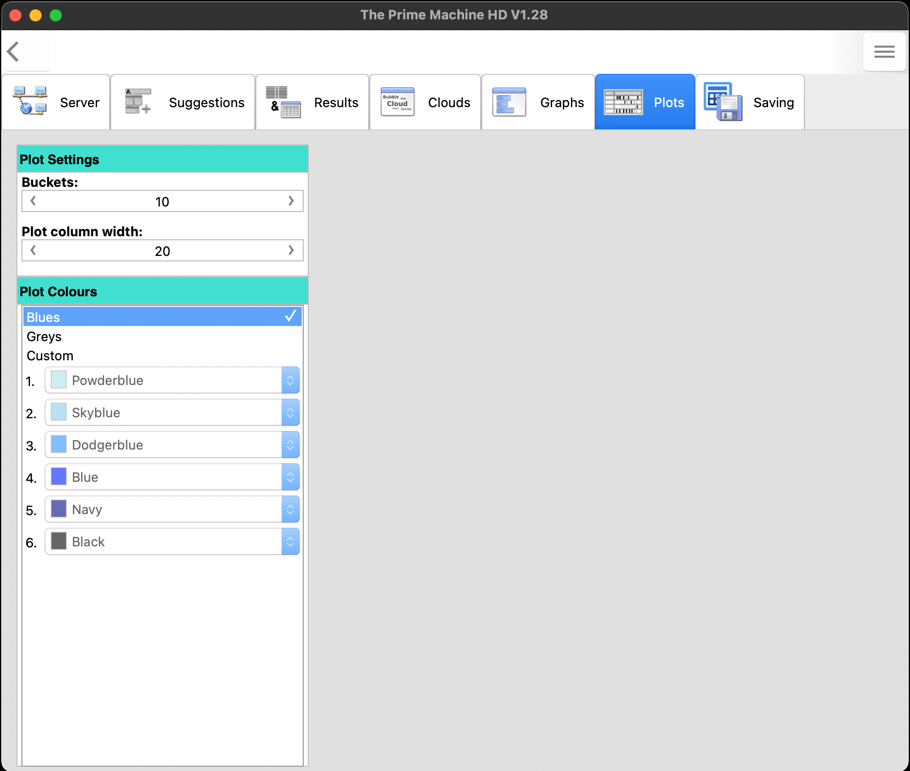 The Prime Machine HD V1.28
Server
Suggestions
Results
Clouds
Graphs
Plots
Saving
Plot Settings
Buckets:
10
Plot column width:
20
Plot Colours
Blues
Greys
Custom
1. Powderblue
2. Skyblue
3. Dodgerblue
4. Blue
5. Navy
6. Black